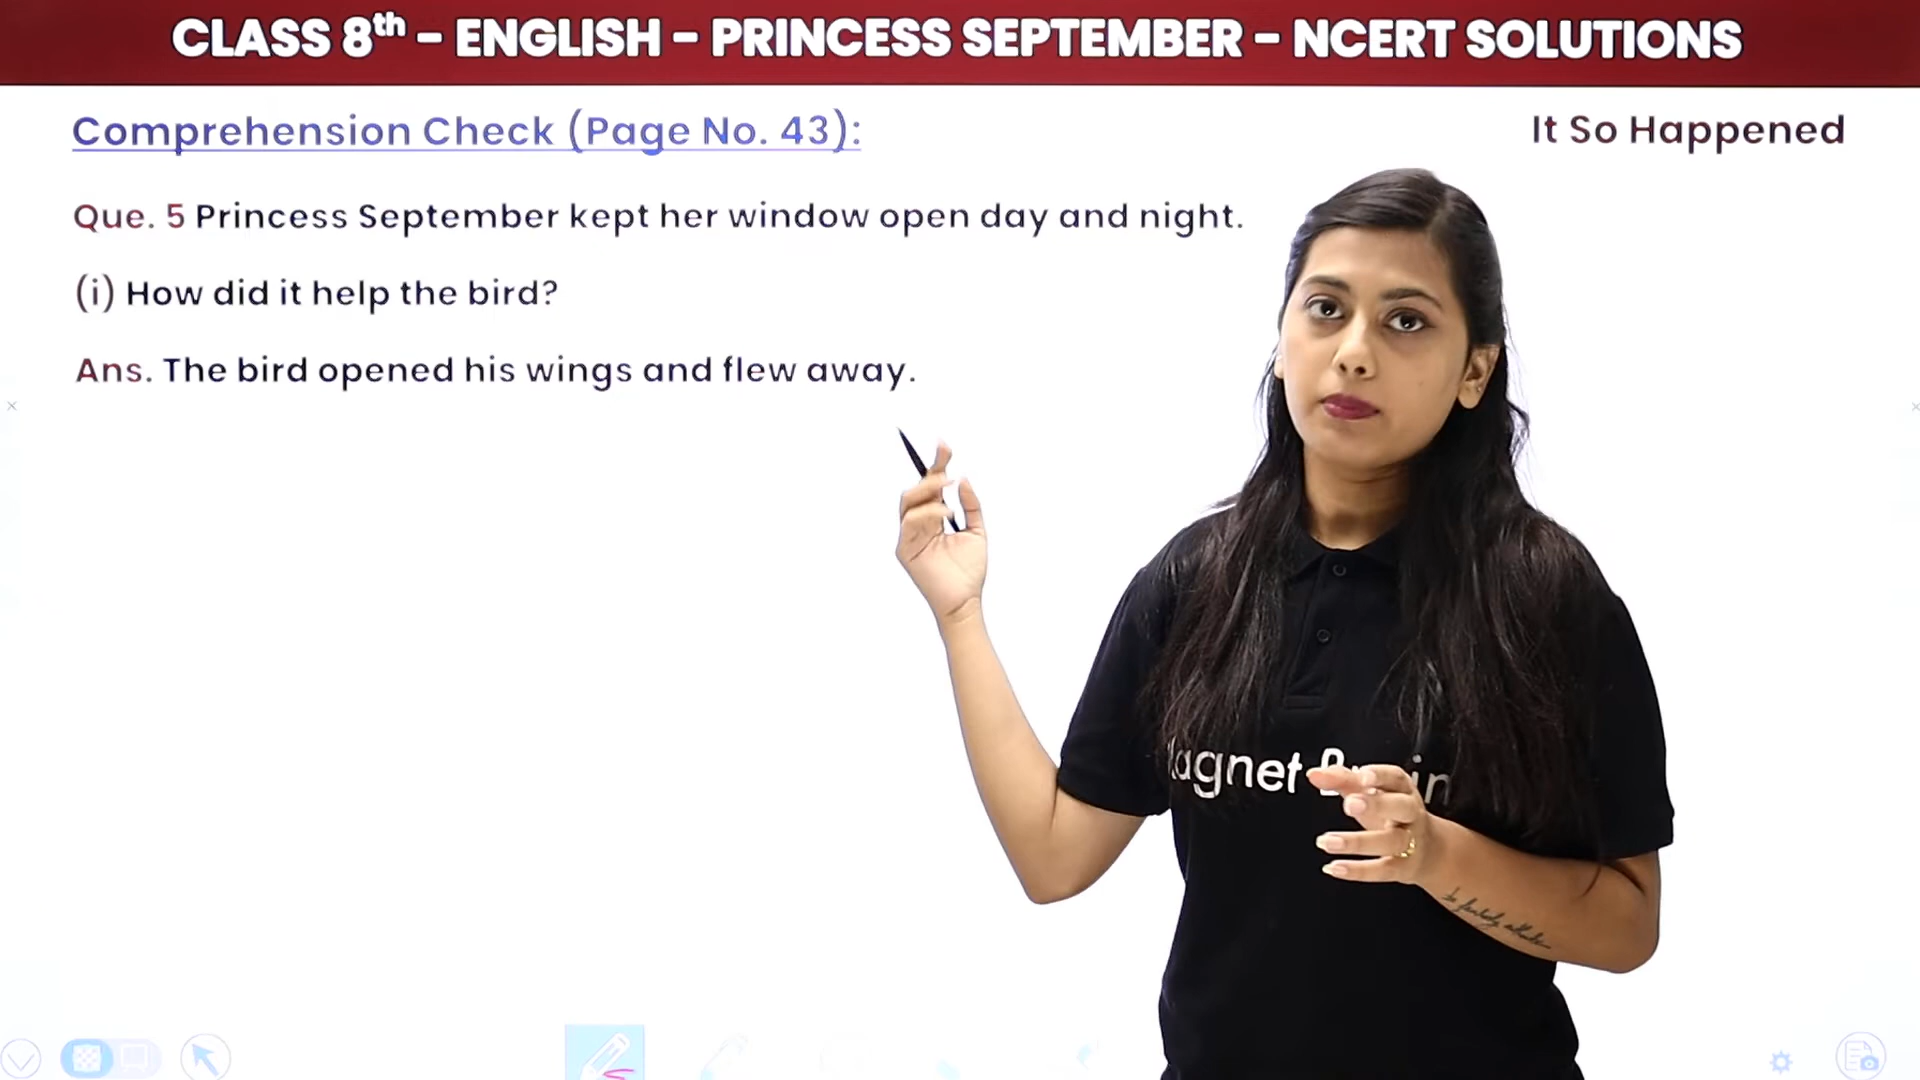 CLASS 8th - ENGLISH - PRINCESS SEPTEMBER - NCERT SOLUTIONS
Comprehension Check (Page No. 43):
It So Happened
Que. 5 Princess September kept her window open day and night.
(i) How did it help the bird?
Ans. The bird opened his wings and flew away.